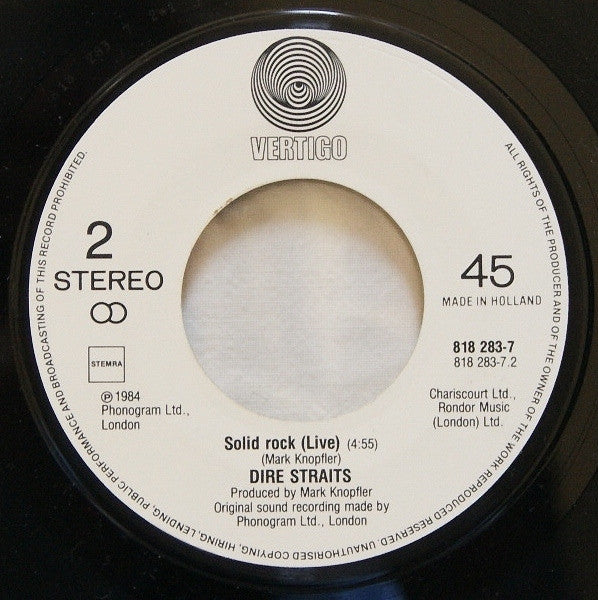 VERTIGO
2
STEREO
45
MADE IN HOLLAND
STEMRA
℗ 1984
Phonogram Ltd.,
London
818 283-7
818 283-7.2
Chariscourt Ltd.,
Rondor Music
(London) Ltd.
Solid rock (Live) (4:55)
(Mark Knopfler)
DIRE STRAITS
Produced by Mark Knopfler
Original sound recording made by
Phonogram Ltd., London
ALL RIGHTS OF THE PRODUCER AND OF THE OWNER OF THE WORK REPRODUCED RESERVED. UNAUTHORISED COPYING, HIRING, LENDING, PUBLIC PERFORMANCE AND BROADCASTING OF THIS RECORD PROHIBITED.